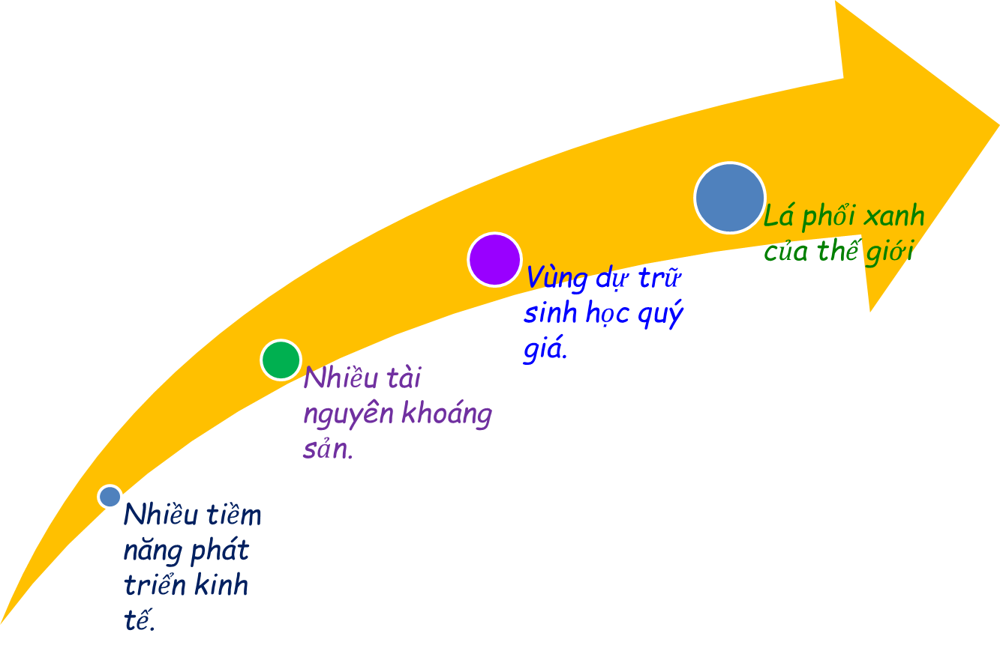 Nhiều tiềm
năng phát
triển kinh
tế.
Nhiều tài
nguyên khoáng
sản.
Vùng dự trữ
sinh học quý
giá.
Lá phổi xanh
của thế giới